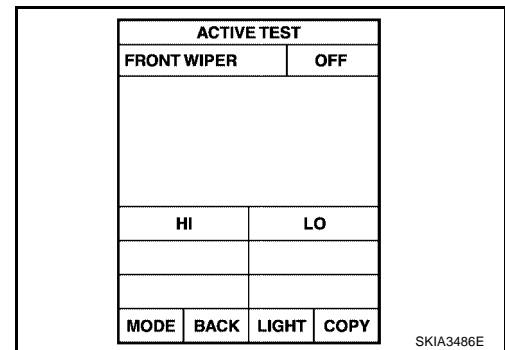 ACTIVE TEST
FRONT WIPER OFF
HI LO
MODE BACK LIGHT COPY
SKIA3486E